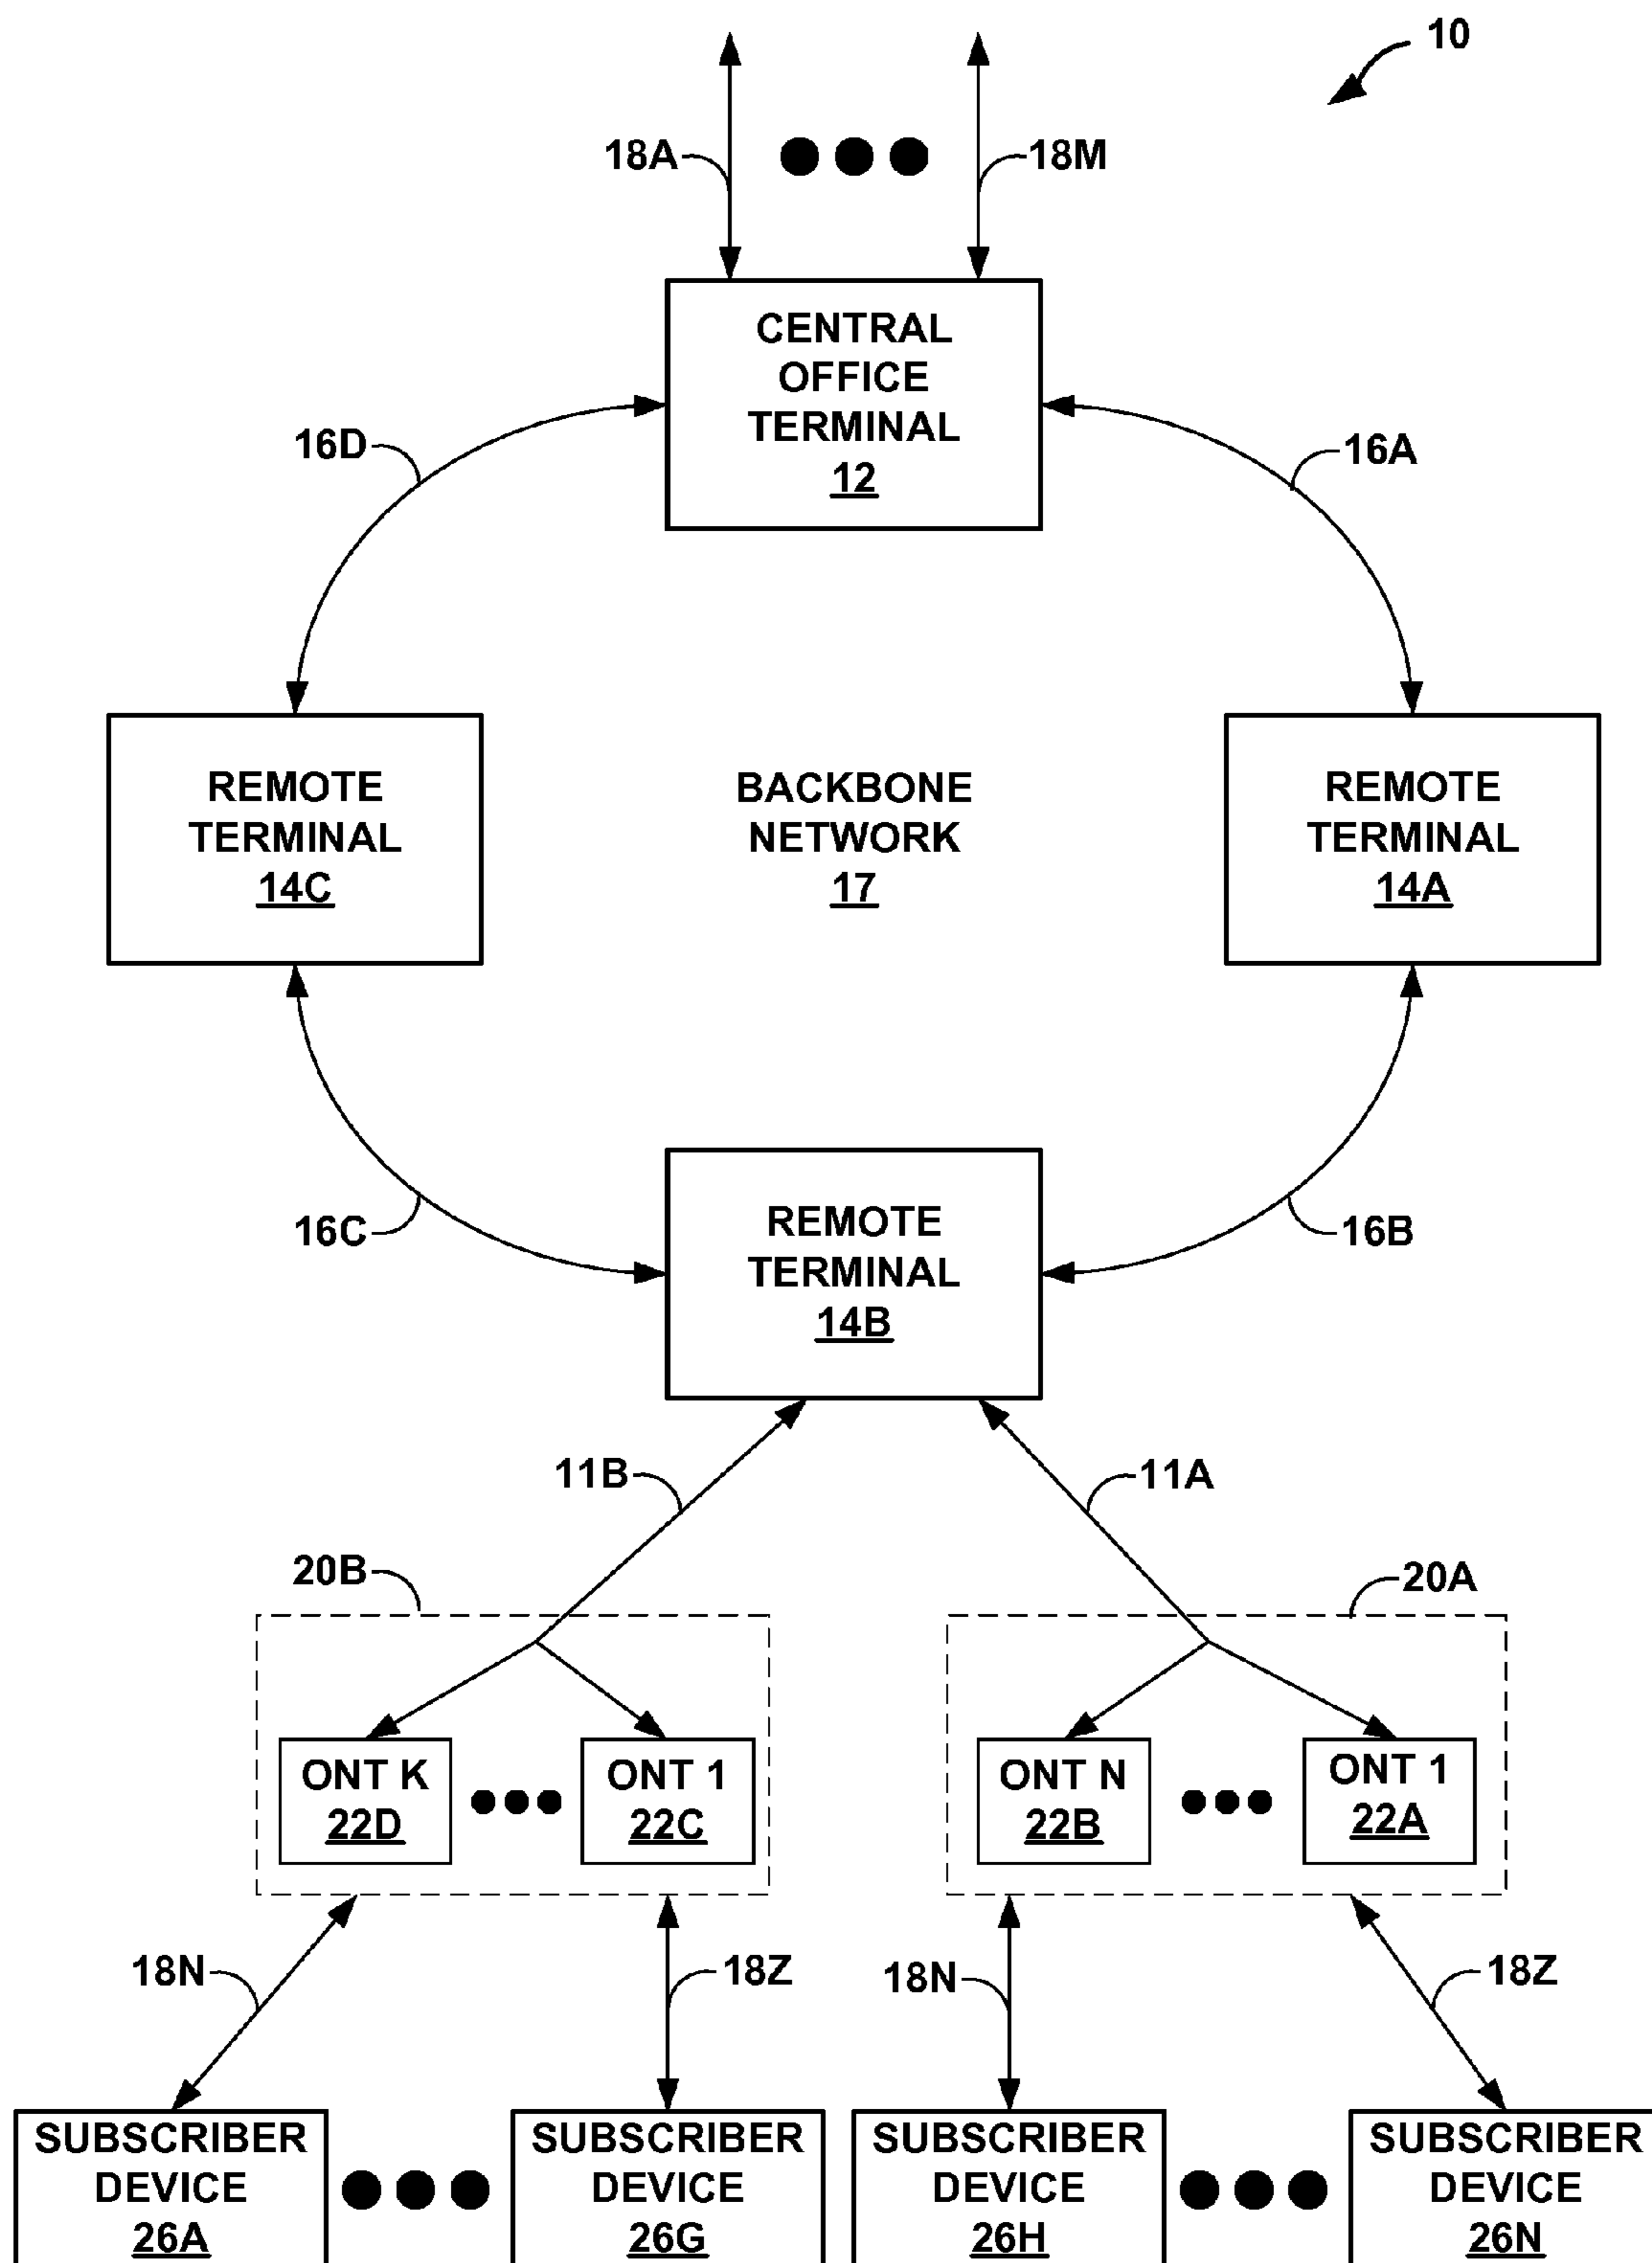 10
18A
18M
CENTRAL
OFFICE
TERMINAL
12
16D
16A
REMOTE
TERMINAL
14C
BACKBONE
NETWORK
17
REMOTE
TERMINAL
14A
16C
16B
REMOTE
TERMINAL
14B
11B
11A
20B
20A
ONT K
22D
ONT 1
22C
ONT N
22B
ONT 1
22A
18N
18Z
18N
18Z
SUBSCRIBER
DEVICE
26A
SUBSCRIBER
DEVICE
26G
SUBSCRIBER
DEVICE
26H
SUBSCRIBER
DEVICE
26N